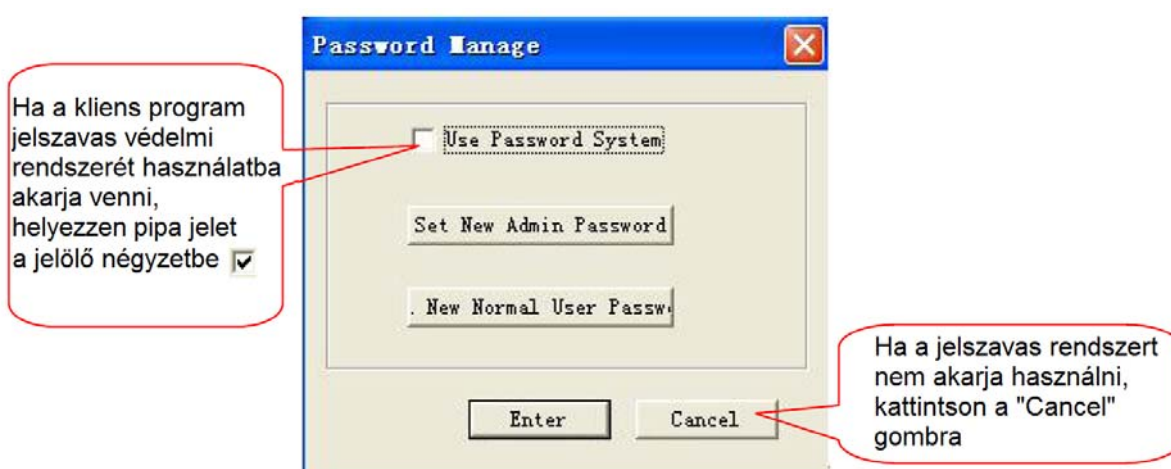 Password Manage
Ha a kliens program
jelszavas védelmi
rendszerét használatba
akarja venni,
helyezzen pipa jelet
a jelölő négyzetbe
Use Password System
Set New Admin Password
. New Normal User Passw
Enter
Cancel
Ha a jelszavas rendszert
nem akarja használni,
kattintson a "Cancel"
gombra